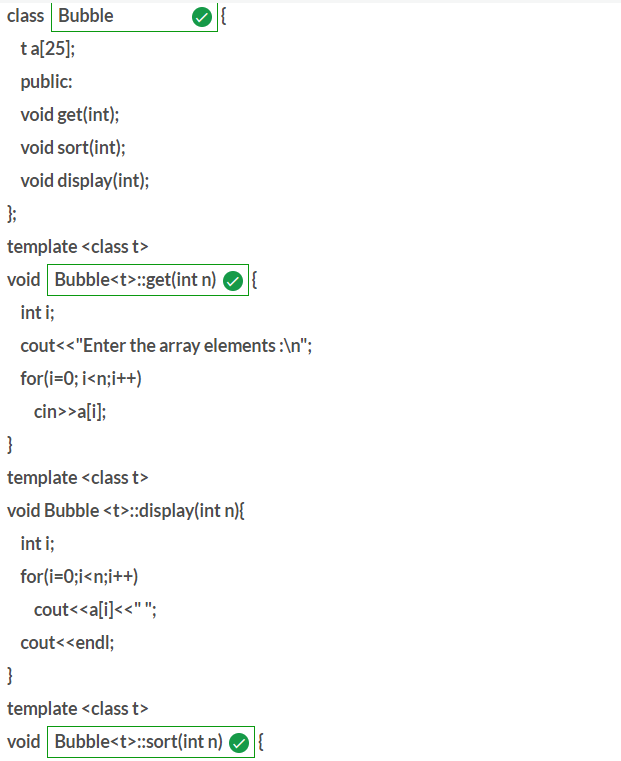 class Bubble {
t a[25];
public:
void get(int);
void sort(int);
void display(int);
};
template <class t>
void Bubble<t>::get(int n) {
int i;
cout<<"Enter the array elements :\n";
for(i=0; i<n;i++)
cin>>a[i];
}
template <class t>
void Bubble <t>::display(int n){
int i;
for(i=0;i<n;i++)
cout<<a[i]<<" ";
cout<<endl;
}
template <class t>
void Bubble<t>::sort(int n) {